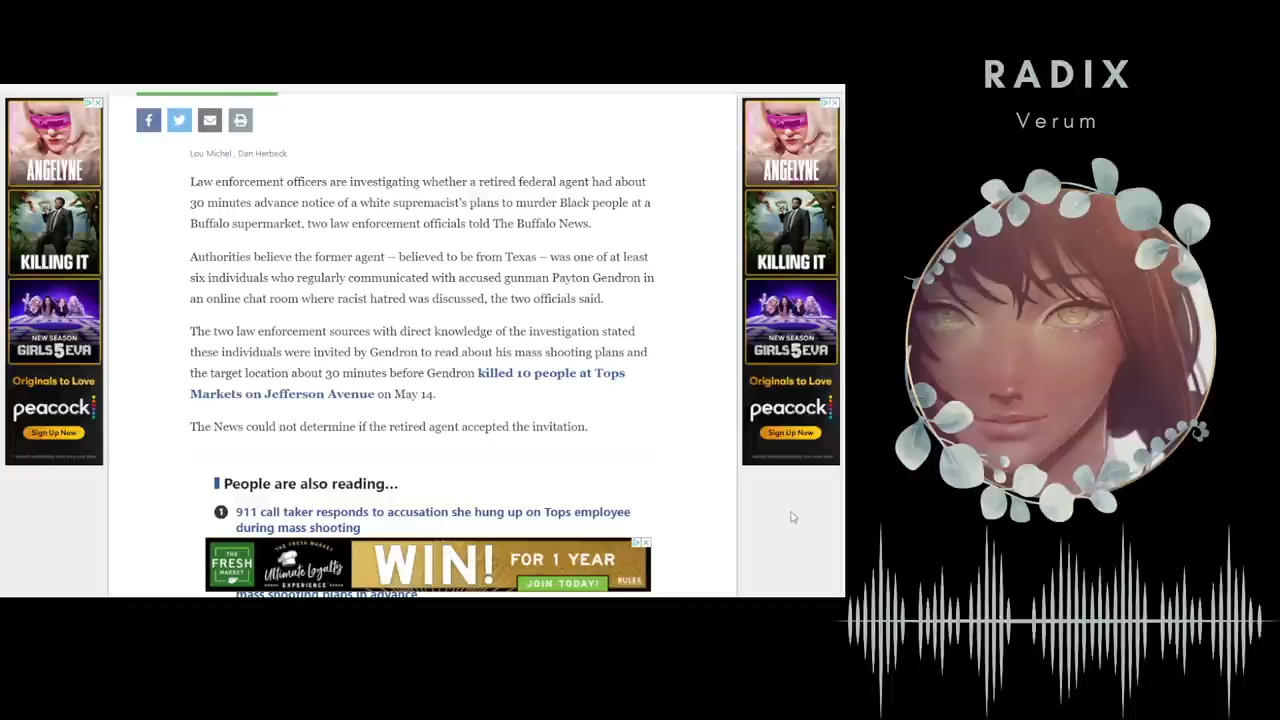 RADIX
Verum
ANGELYNE
KILLING IT
NEW SEASON
GIRLS5EVA
Originals to Love
peacock
Sign Up Now
Lou Michel , Dan Herbeck
Law enforcement officers are investigating whether a retired federal agent had about
30 minutes advance notice of a white supremacist's plans to murder Black people at a
Buffalo supermarket, two law enforcement officials told The Buffalo News.
Authorities believe the former agent – believed to be from Texas – was one of at least
six individuals who regularly communicated with accused gunman Payton Gendron in
an online chat room where racist hatred was discussed, the two officials said.
The two law enforcement sources with direct knowledge of the investigation stated
these individuals were invited by Gendron to read about his mass shooting plans and
the target location about 30 minutes before Gendron killed 10 people at Tops
Markets on Jefferson Avenue on May 14.
The News could not determine if the retired agent accepted the invitation.
People are also reading...
1 911 call taker responds to accusation she hung up on Tops employee
during mass shooting
THE
FRESH
MARKET
THE FRESH MARKET
Ultimate Loyalty
EXPERIENCE
WIN!
FOR 1 YEAR
JOIN TODAY!
RULES
mass shooting plans in advance
ANGELYNE
KILLING IT
NEW SEASON
GIRLS5EVA
Originals to Love
peacock
Sign Up Now